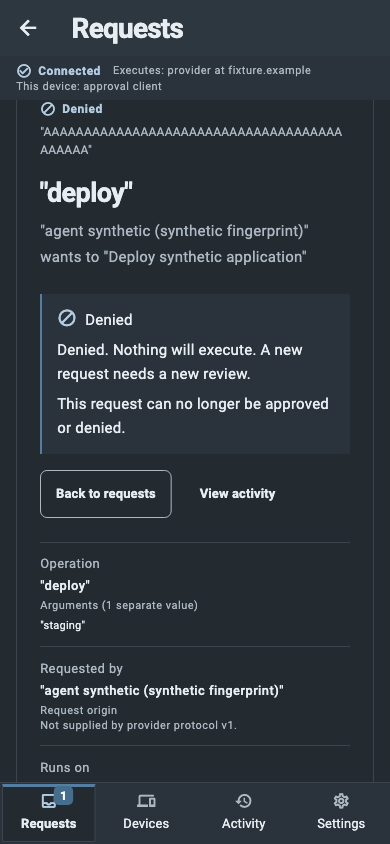 Requests
Connected Executes: provider at fixture.example
This device: approval client
Denied
"AAAAAAAAAAAAAAAAAAAAAAAAAAAAAAAAAAAAA
AAAAAA"
"deploy"
"agent synthetic (synthetic fingerprint)"
wants to "Deploy synthetic application"
Denied
Denied. Nothing will execute. A new
request needs a new review.
This request can no longer be approved
or denied.
Back to requests View activity
Operation
"deploy"
Arguments (1 separate value)
"staging"
Requested by
"agent synthetic (synthetic fingerprint)"
Request origin
Not supplied by provider protocol v1.
Runs on
1
Requests Devices Activity Settings